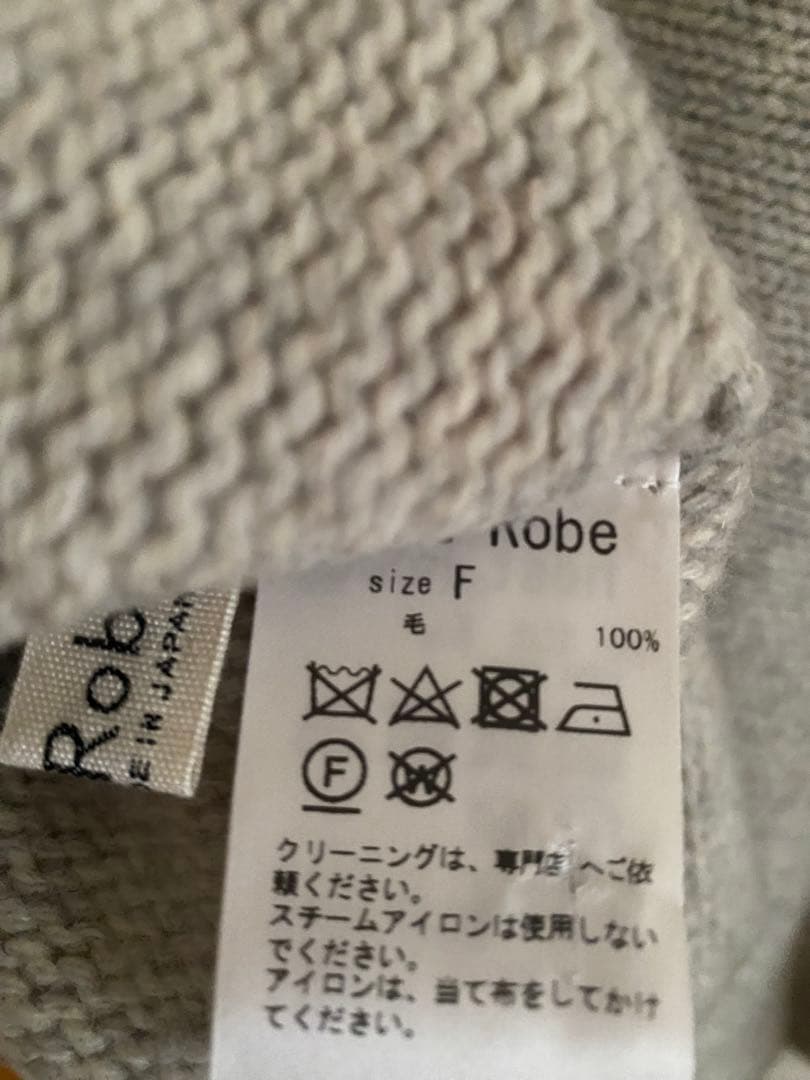 Robe
size F
毛 100%
F
W
クリーニングは、専門店へご依
頼ください。
スチームアイロンは使用しない
でください。
アイロンは、当て布をしてかけ
てください。
Rob
E IN JAPAN